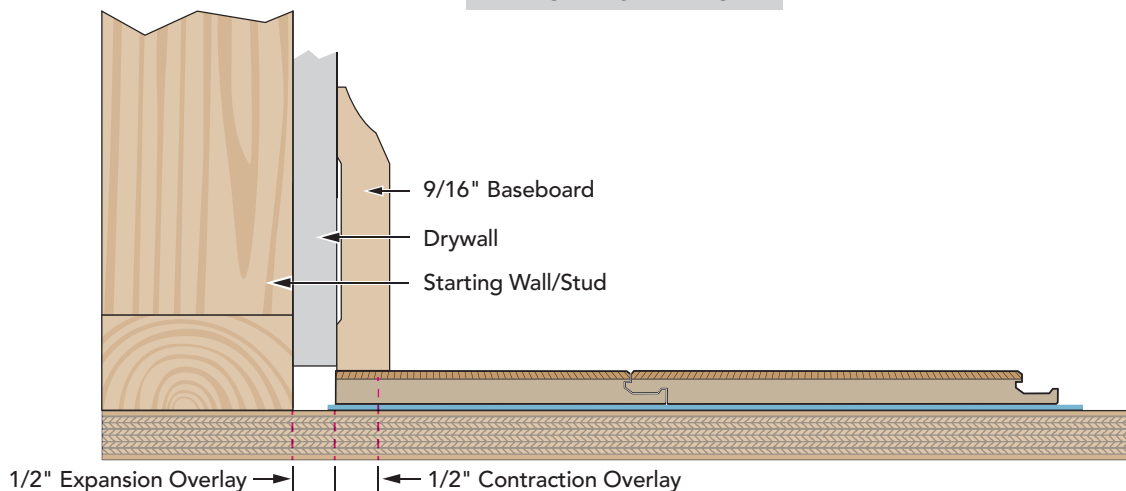 9/16" Baseboard
Drywall
Starting Wall/Stud
1/2" Expansion Overlay
1/2" Contraction Overlay